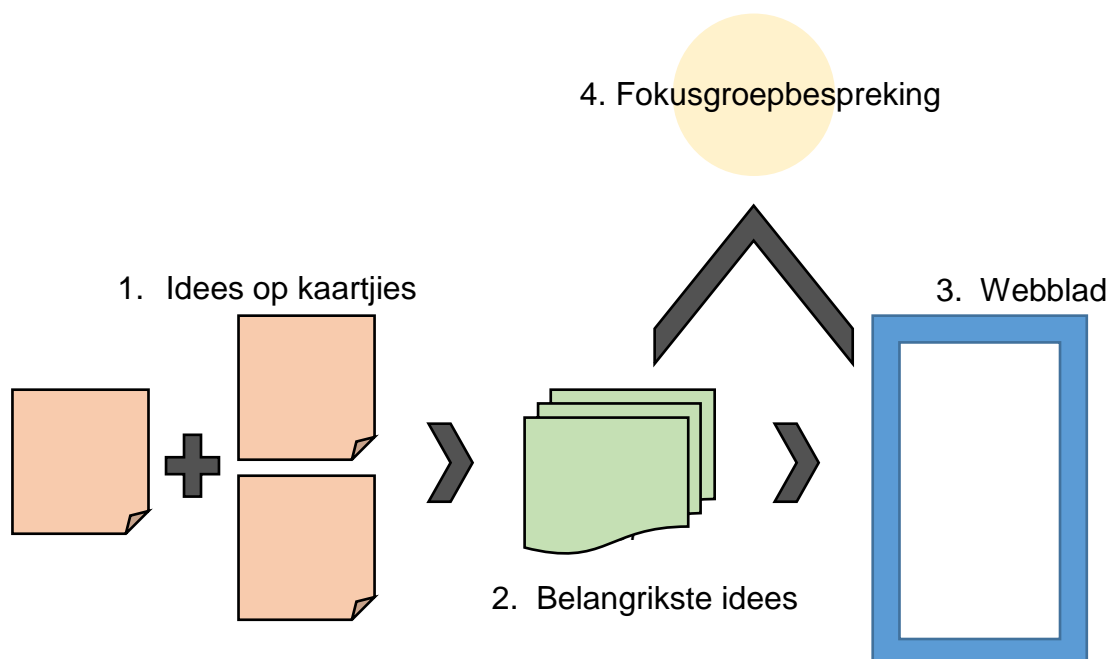 4. Fokusgroepbespreking
1. Idees op kaartjies
3. Webblad
2. Belangrikste idees